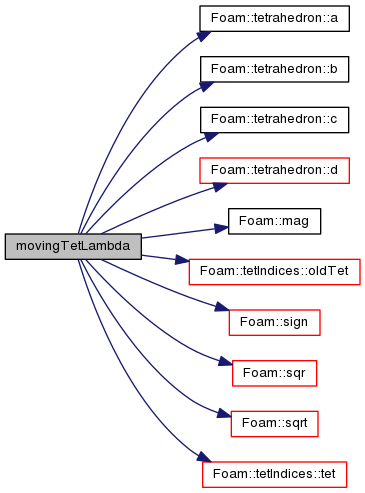 Foam::tetrahedron::a
Foam::tetrahedron::b
Foam::tetrahedron::c
Foam::tetrahedron::d
movingTetLambda
Foam::mag
Foam::tetIndices::oldTet
Foam::sign
Foam::sqr
Foam::sqrt
Foam::tetIndices::tet